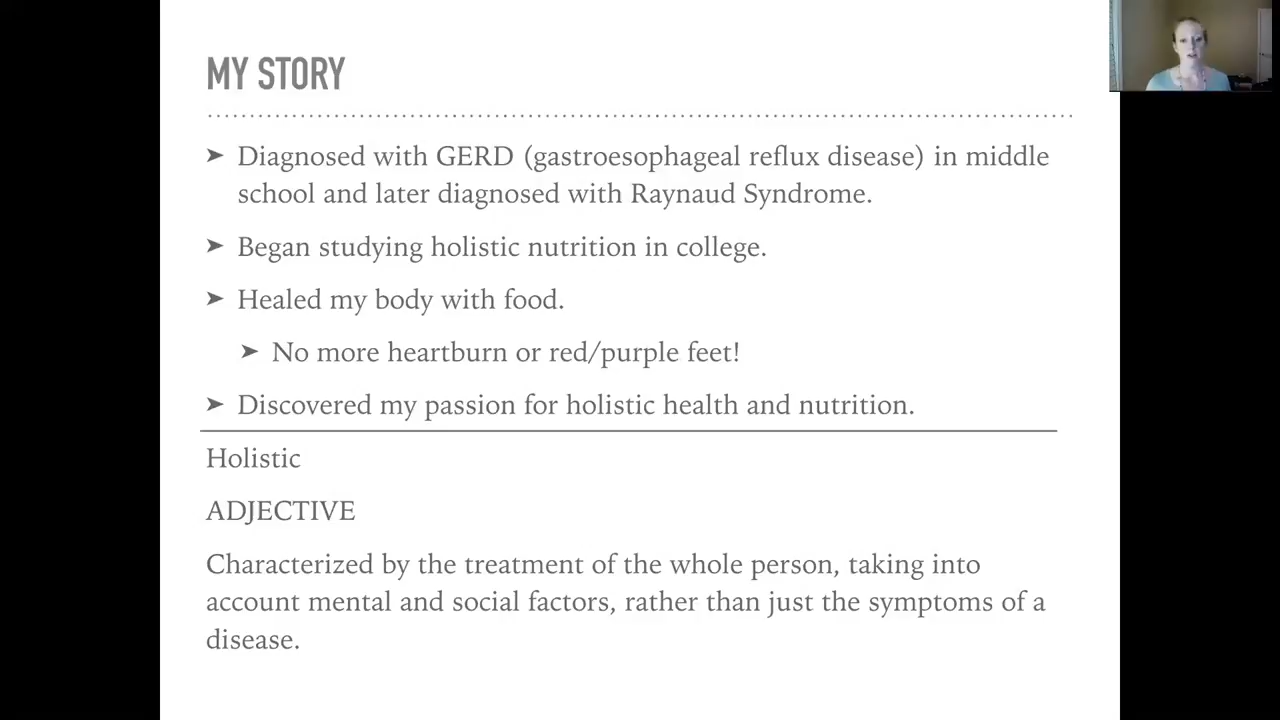 MY STORY
➤ Diagnosed with GERD (gastroesophageal reflux disease) in middle
school and later diagnosed with Raynaud Syndrome.
➤ Began studying holistic nutrition in college.
➤ Healed my body with food.
➤ No more heartburn or red/purple feet!
➤ Discovered my passion for holistic health and nutrition.
Holistic
ADJECTIVE
Characterized by the treatment of the whole person, taking into
account mental and social factors, rather than just the symptoms of a
disease.